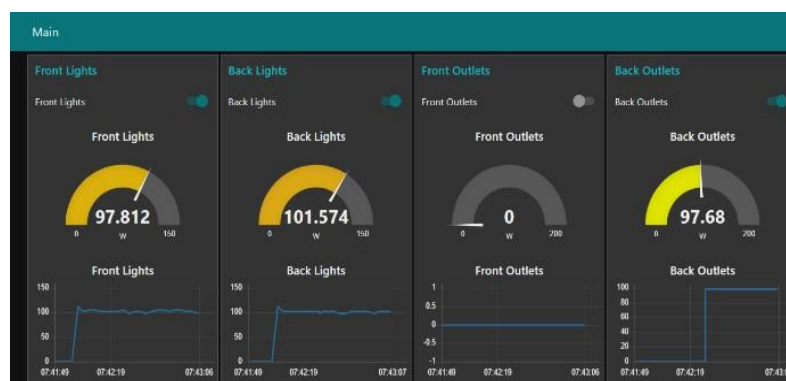 Main
Front Lights
Front Lights
Front Lights
97.812
0
W
150
Front Lights
150
100
50
0
07:41:49
07:42:19
07:43:06
Back Lights
Back Lights
Back Lights
101.574
0
W
150
Back Lights
150
100
50
0
07:41:49
07:42:19
07:43:07
Front Outlets
Front Outlets
Front Outlets
0
0
W
200
Front Outlets
1
0.5
0
-0.5
-1
07:41:49
07:42:19
07:43:06
Back Outlets
Back Outlets
Back Outlets
97.68
0
W
200
Back Outlets
100
80
60
40
20
0
07:41:49
07:42:19